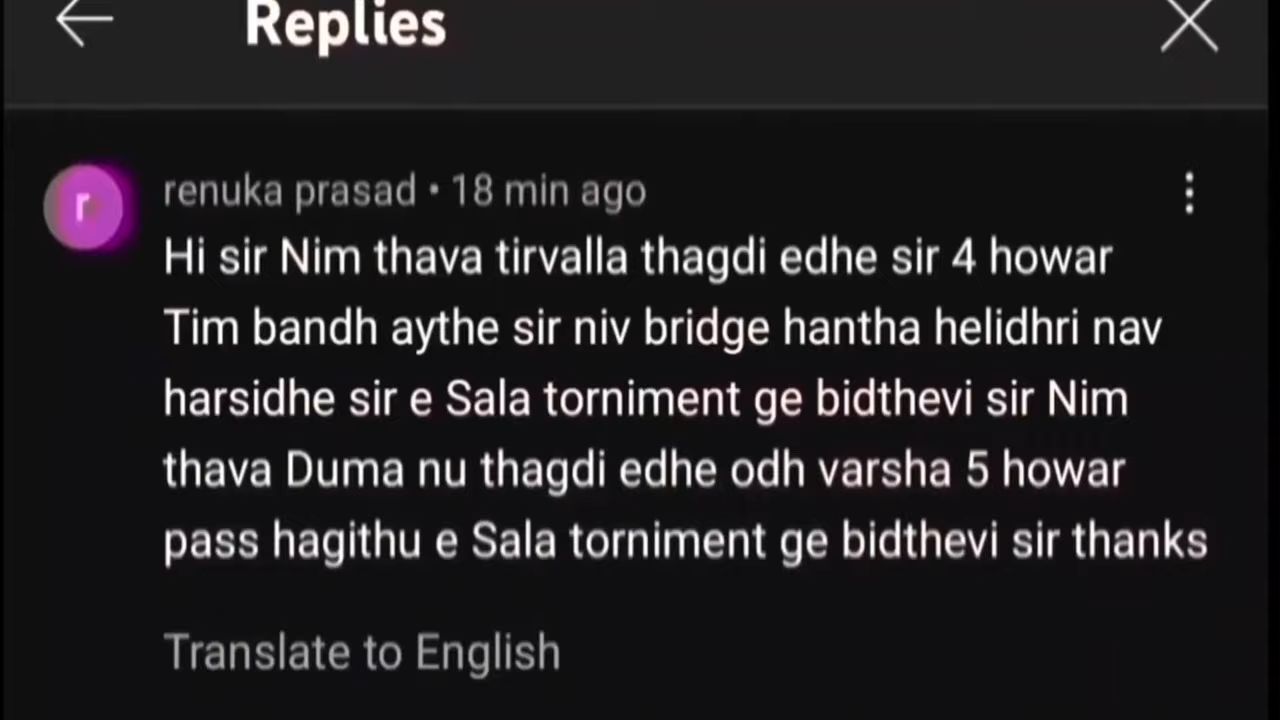 Replies
renuka prasad • 18 min ago
Hi sir Nim thava tirvalla thagdi edhe sir 4 howar
Tim bandh aythe sir niv bridge hantha helidhri nav
harsidhe sir e Sala torniment ge bidthevi sir Nim
thava Duma nu thagdi edhe odh varsha 5 howar
pass hagithu e Sala torniment ge bidthevi sir thanks
Translate to English